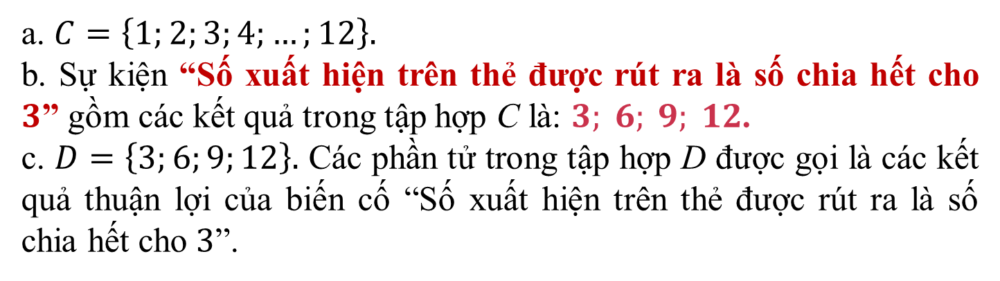 a. C = {1; 2; 3; 4; ...; 12}.
b. Sự kiện “Số xuất hiện trên thẻ được rút ra là số chia hết cho
3” gồm các kết quả trong tập hợp C là: 3; 6; 9; 12.
c. D = {3; 6; 9; 12}. Các phần tử trong tập hợp D được gọi là các kết
quả thuận lợi của biến cố “Số xuất hiện trên thẻ được rút ra là số
chia hết cho 3”.